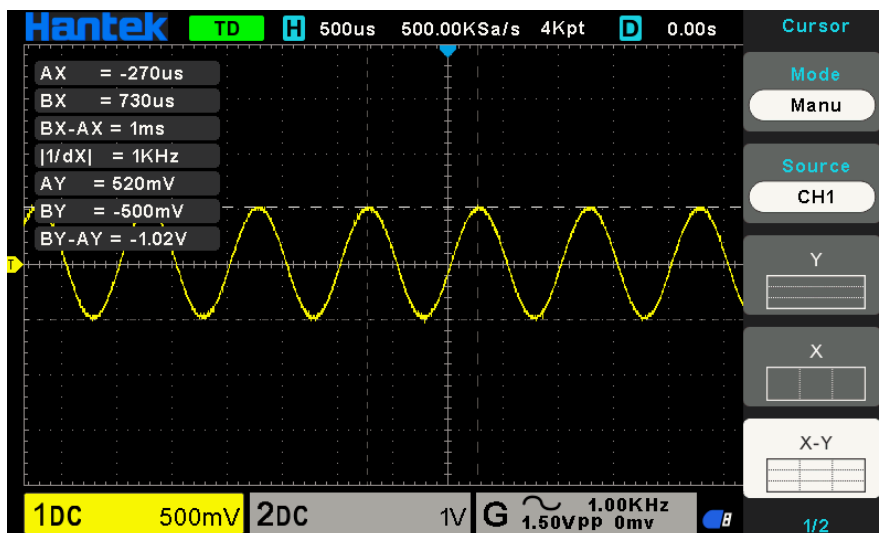 Hantek TD H 500us 500.00KSa/s 4Kpt D 0.00s Cursor
AX = -270us
BX = 730us
BX-AX = 1ms
|1/dX| = 1KHz
AY = 520mV
BY = -500mV
BY-AY = -1.02V
Mode
Manu
Source
CH1
Y
X
X-Y
T
1DC 500mV 2DC 1V G 1.00KHz
1.50Vpp 0mv
1/2